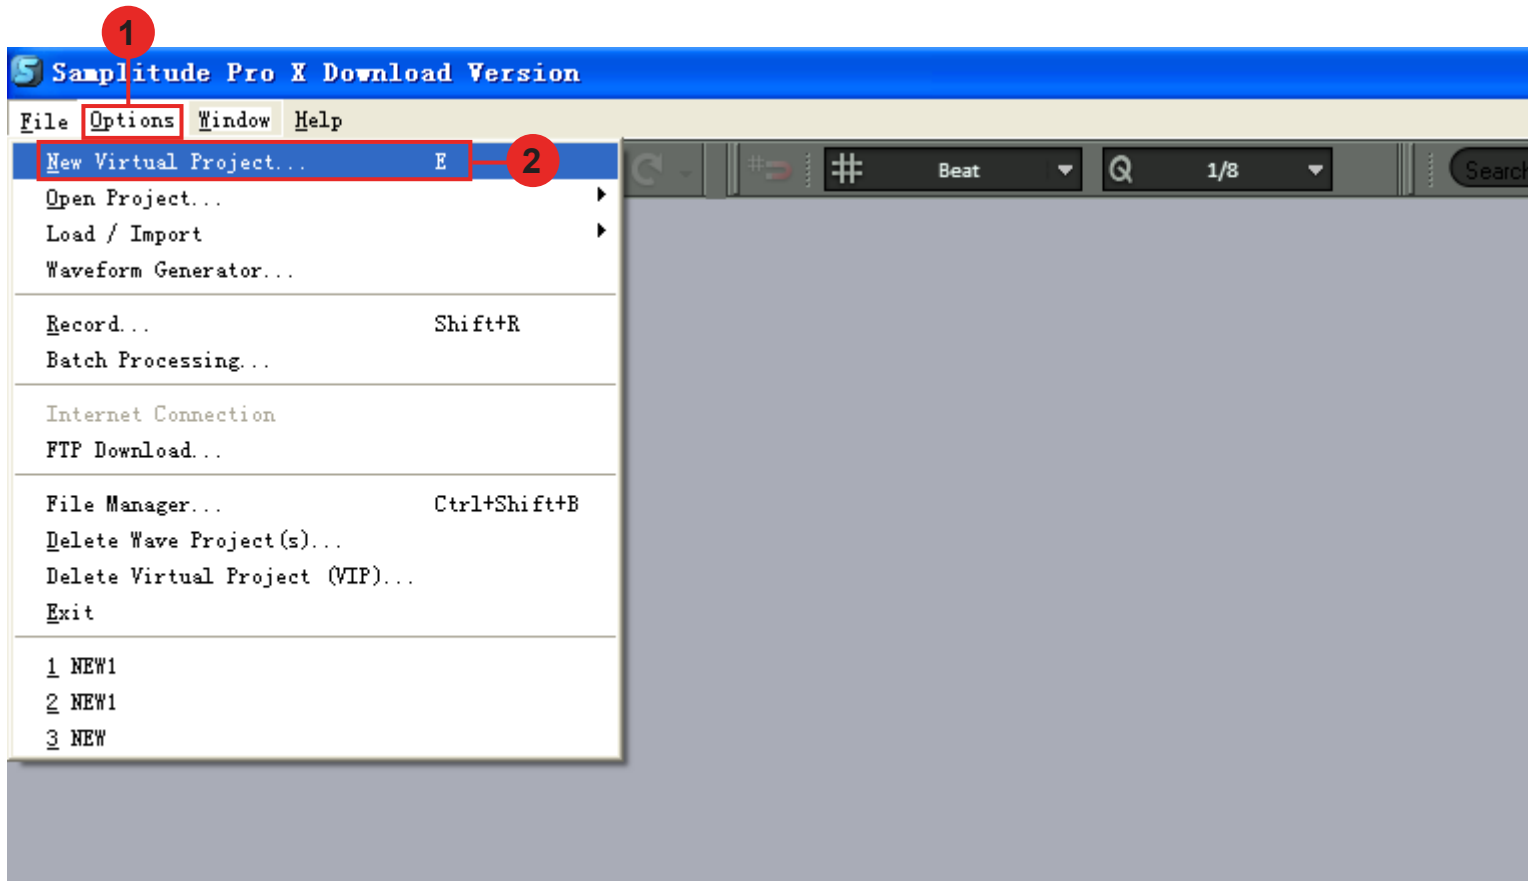 1
Samplitude Pro X Download Version
File Options Window Help
New Virtual Project... E
2
# Beat Q 1/8 Search
Open Project...
Load / Import
Waveform Generator...
Record... Shift+R
Batch Processing...
Internet Connection
FTP Download...
File Manager... Ctrl+Shift+B
Delete Wave Project(s)...
Delete Virtual Project (VIP)...
Exit
1 NEW1
2 NEW1
3 NEW